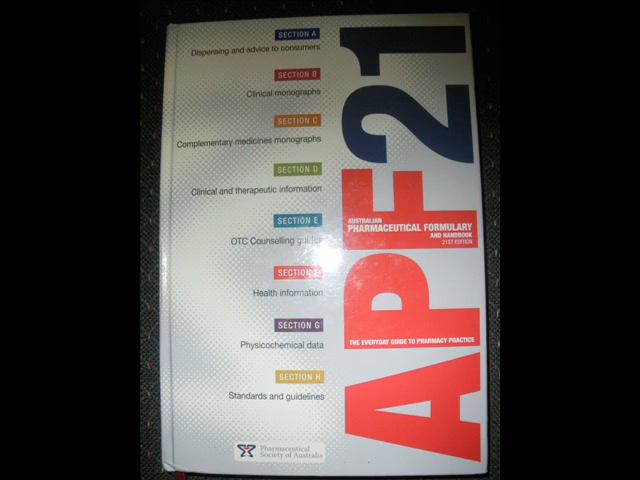 SECTION A
Dispensing and advice to consumers
SECTION B
Clinical monographs
SECTION C
Complementary medicines monographs
SECTION D
Clinical and therapeutic information
SECTION E
OTC Counselling guides
SECTION F
Health information
SECTION G
Physicochemical data
SECTION H
Standards and guidelines
Pharmaceutical
Society of Australia
APF21
AUSTRALIAN
PHARMACEUTICAL FORMULARY
AND HANDBOOK
21ST EDITION
THE EVERYDAY GUIDE TO PHARMACY PRACTICE